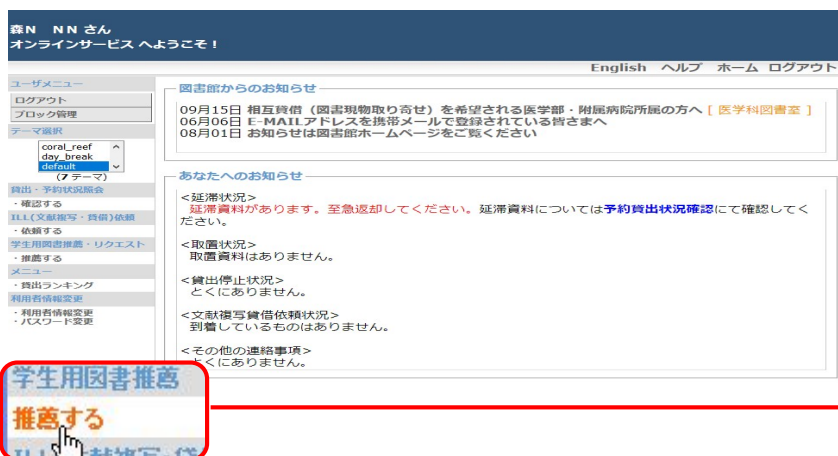 森N NN さん
オンラインサービス へようこそ！
English ヘルプ ホーム ログアウト
ユーザメニュー
ログアウト
ブロック管理
テーマ選択
coral_reef
day_break
default
(7 テーマ)
貸出・予約状況照会
・確認する
ILL(文献複写・貸借)依頼
・依頼する
学生用図書推薦・リクエスト
・推薦する
メニュー
・貸出ランキング
利用者情報変更
・利用者情報変更
・パスワード変更
図書館からのお知らせ
09月15日 相互貸借（図書現物取り寄せ）を希望される医学部・附属病院所属の方へ [ 医学科図書室 ]
06月06日 E-MAILアドレスを携帯メールで登録されている皆さまへ
08月01日 お知らせは図書館ホームページをご覧ください
あなたへのお知らせ
<延滞状況>
延滞資料があります。至急返却してください。延滞資料については予約貸出状況確認にて確認してく
ださい。
<取置状況>
取置資料はありません。
<貸出停止状況>
とくにありません。
<文献複写貸借依頼状況>
到着しているものはありません。
<その他の連絡事項>
とくにありません。
学生用図書推薦
推薦する